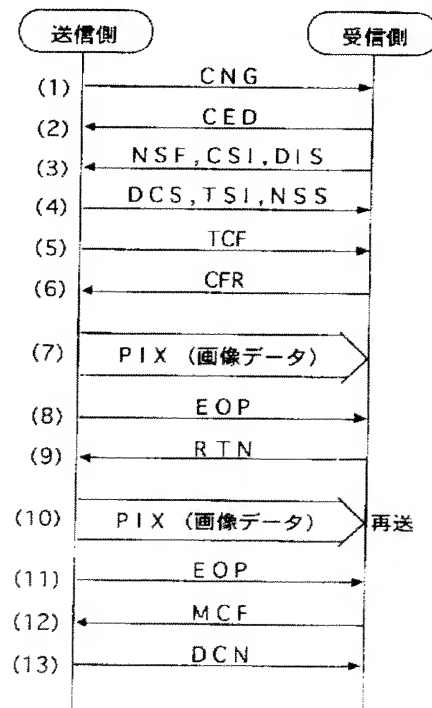 送信側 受信側
(1) CNG
(2) CED
(3) NSF,CSI,DIS
(4) DCS,TSI,NSS
(5) TCF
(6) CFR
(7) PIX (画像データ)
(8) EOP
(9) RTN
(10) PIX (画像データ) 再送
(11) EOP
(12) MCF
(13) DCN